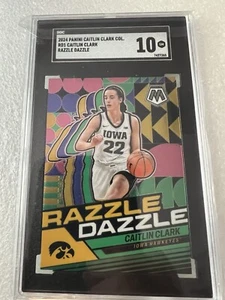 2024 PANINI CAITLIN CLARK COL.
RD1 CAITLIN CLARK
RAZZLE DAZZLE
10
IOWA
22
RAZZLE
DAZZLE
CAITLIN CLARK
IOWA HAWKEYES